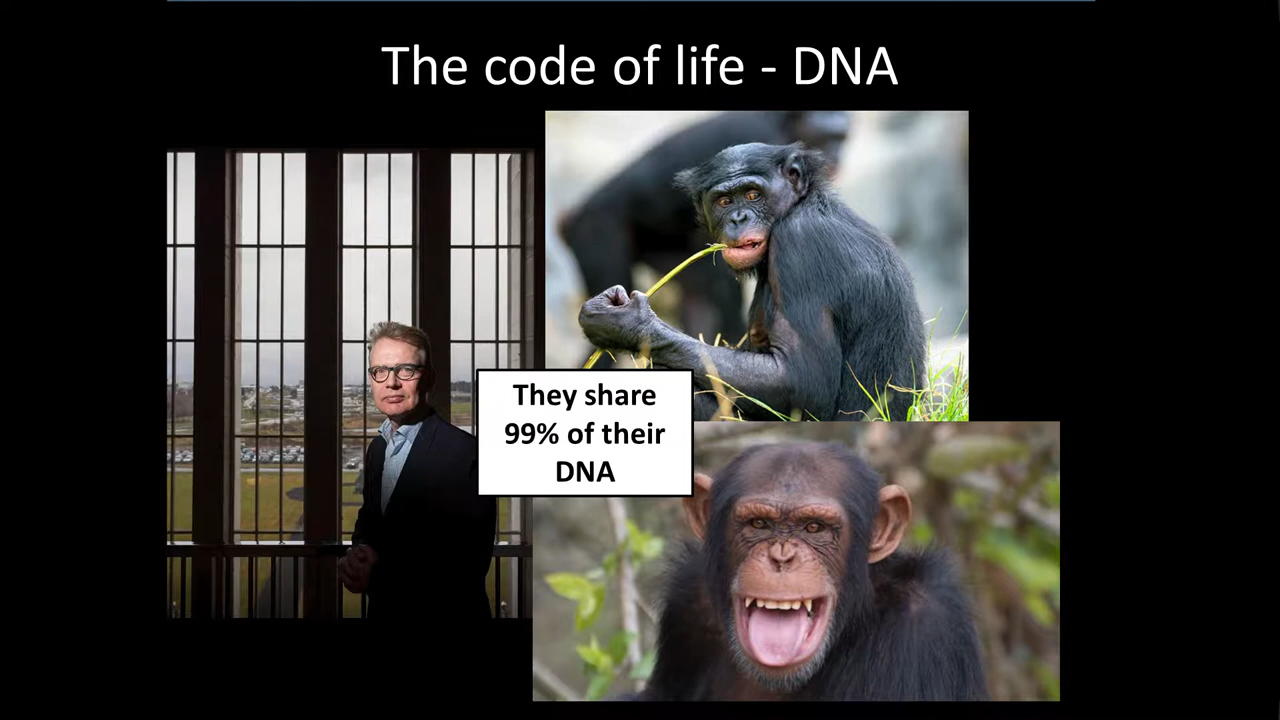 The code of life - DNA
They share
99% of their
DNA